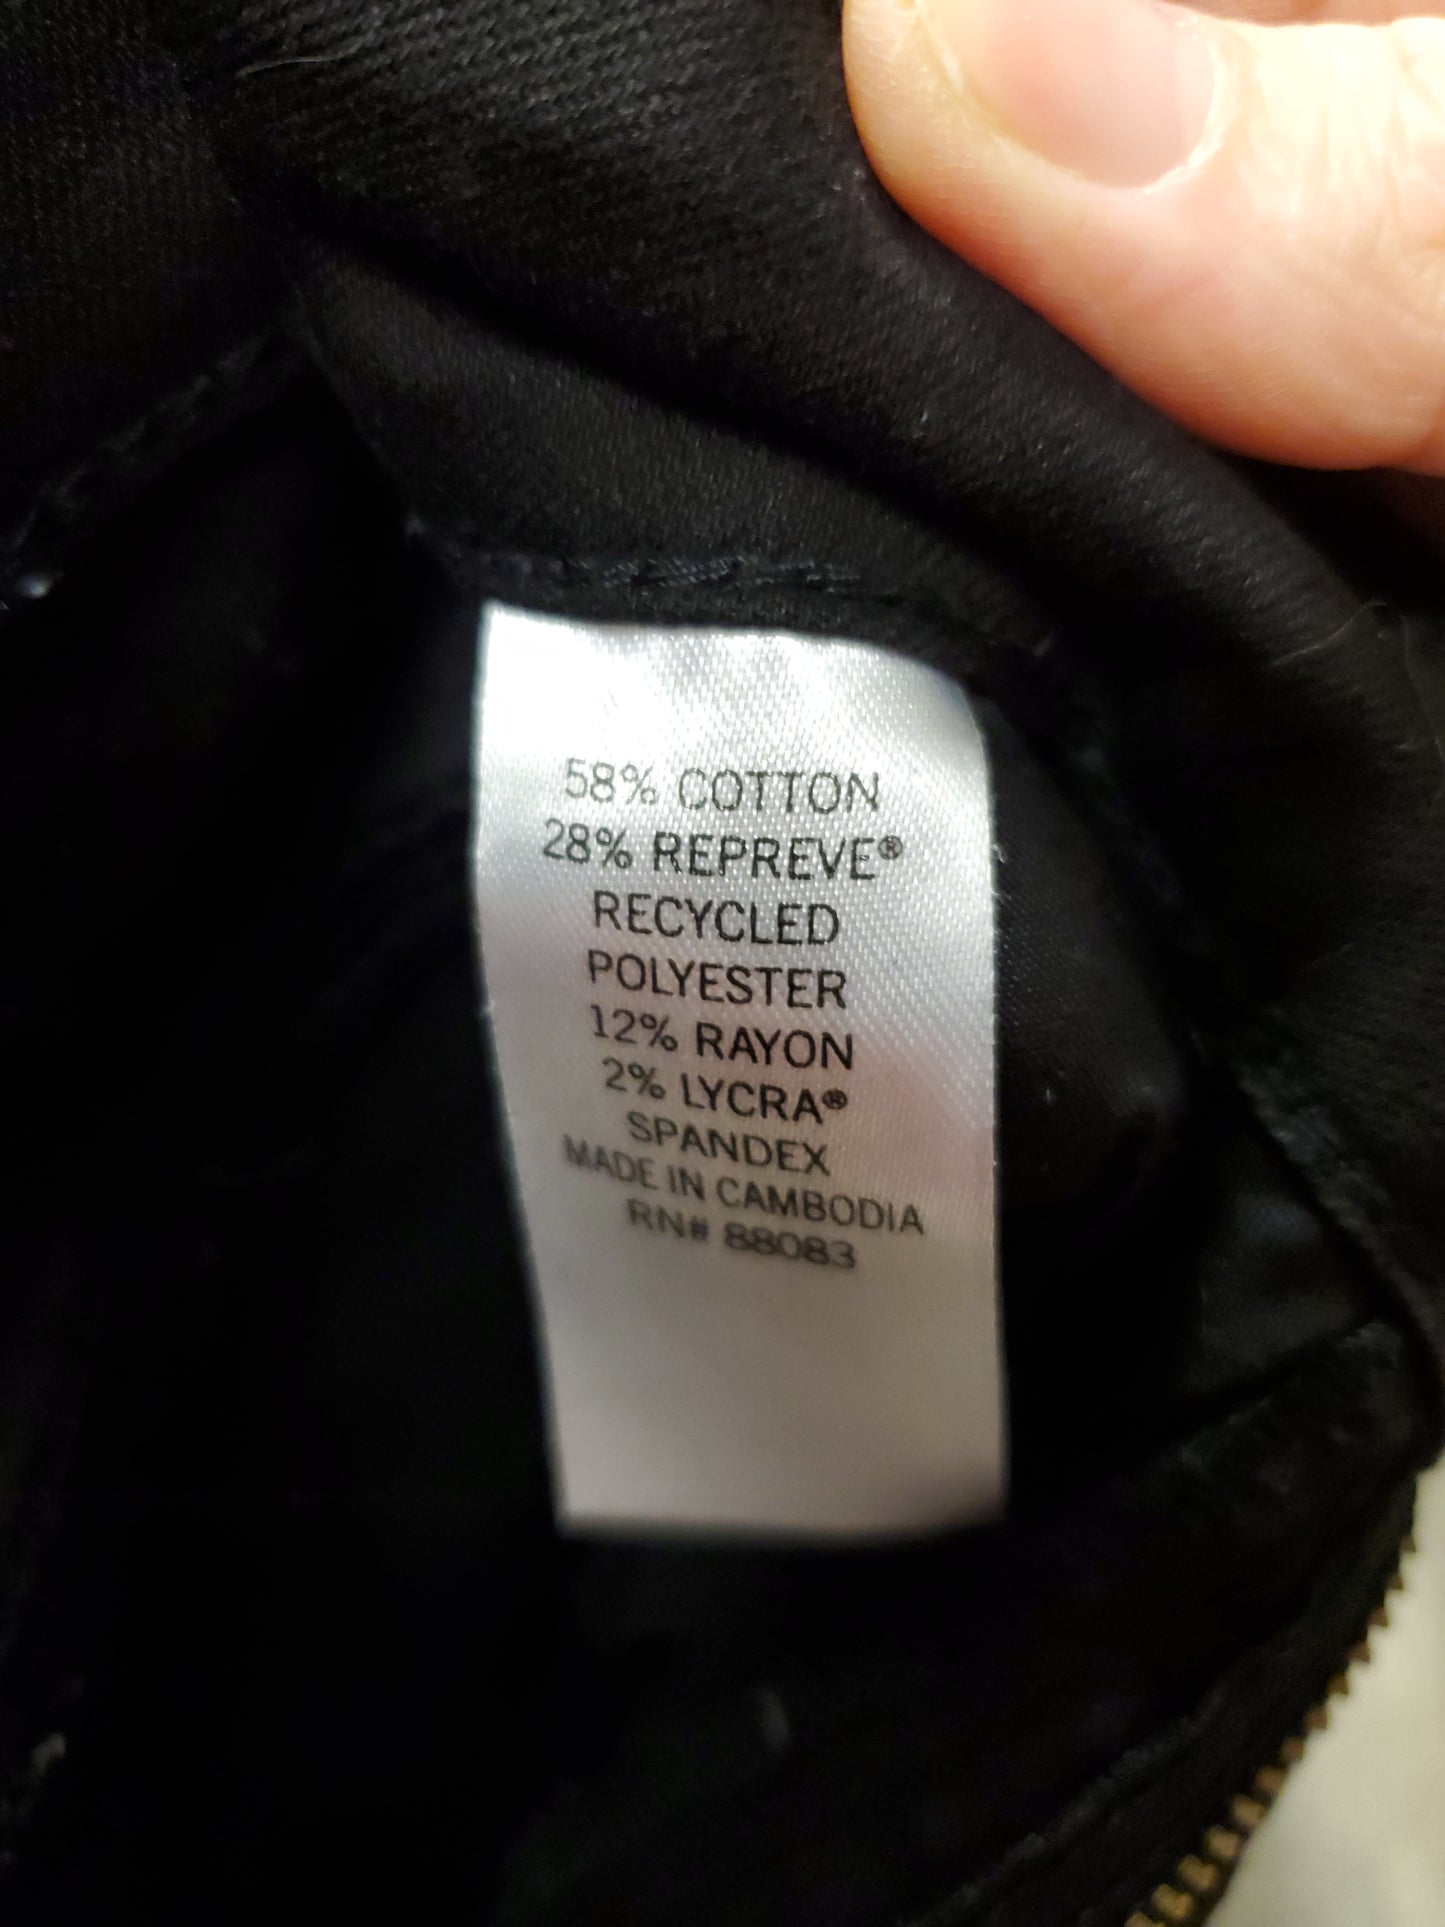 58% COTTON
28% REPREVE®
RECYCLED
POLYESTER
12% RAYON
2% LYCRA®
SPANDEX
MADE IN CAMBODIA
RN# 88083